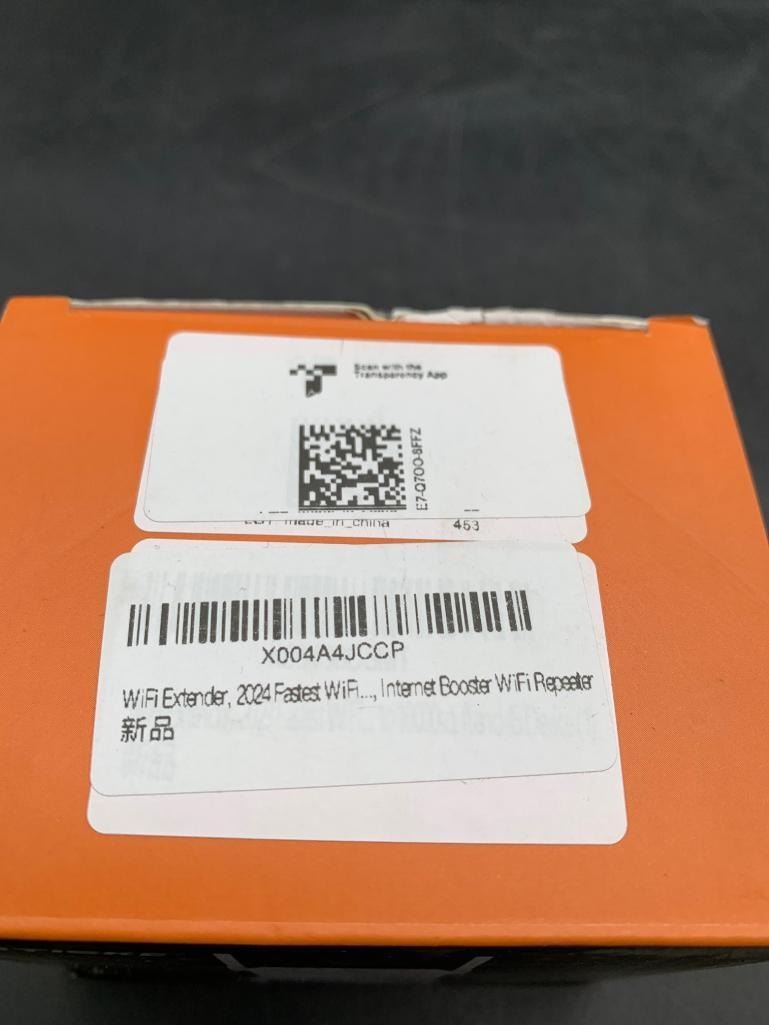 Scan with the
Transparency App
E7-Q7OO-8FFZ
made_in_china
453
X004A4JCCP
WiFi Extender, 2024 Fastest WiFi..., Internet Booster WiFi Repeater
新品